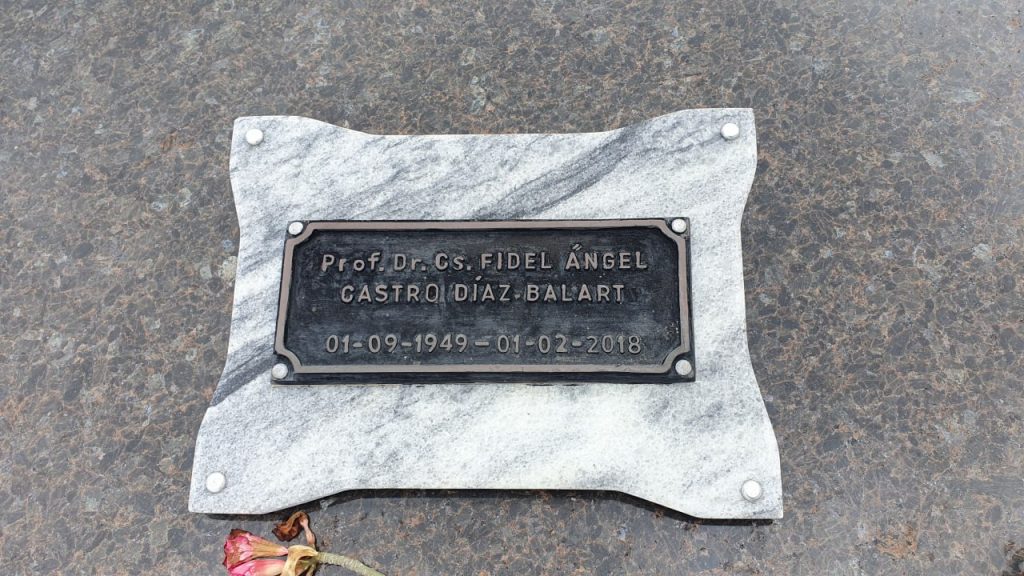 Prof. Dr. Cs. FIDEL ÁNGEL
CASTRO DÍAZ BALART
01-09-1949-01-02-2018